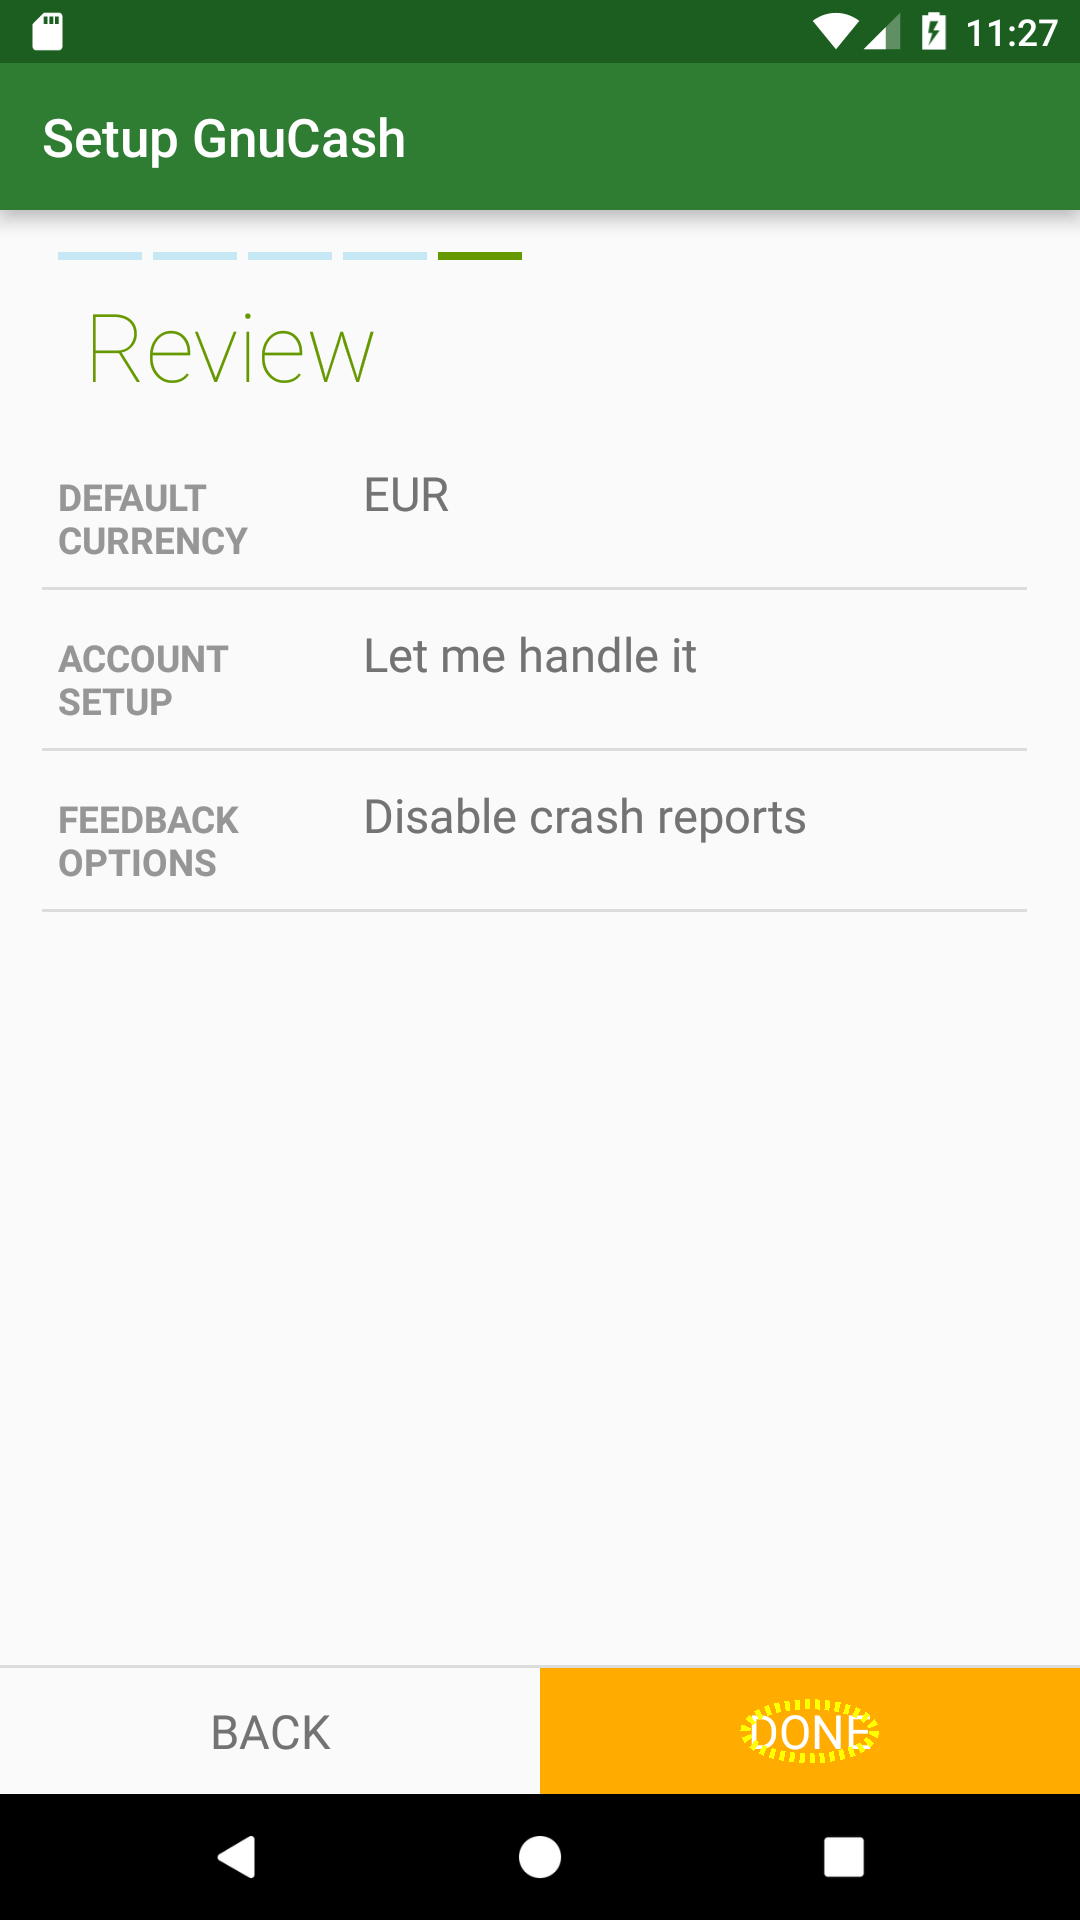 11:27
Setup GnuCash
Review
DEFAULT
CURRENCY
EUR
ACCOUNT
SETUP
Let me handle it
FEEDBACK
OPTIONS
Disable crash reports
BACK
DONE